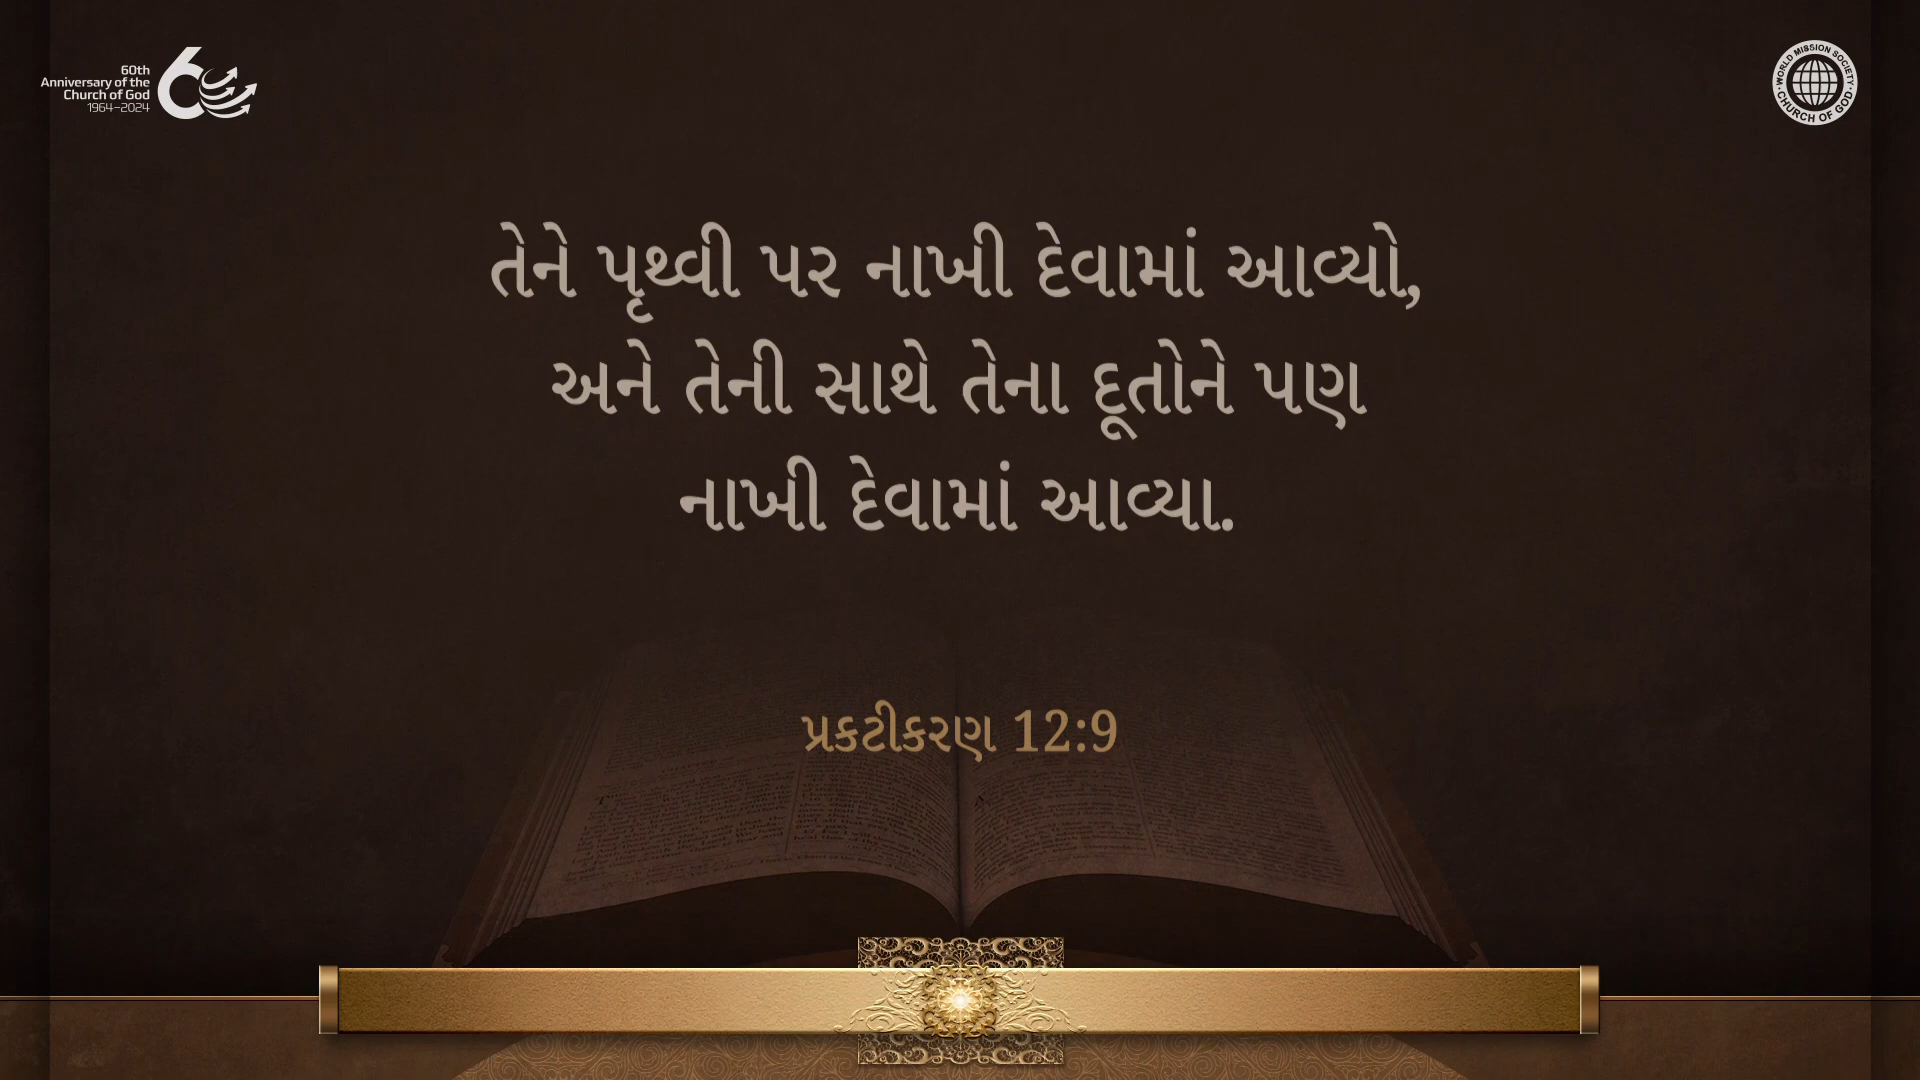 60th
Anniversary of the
Church of God
1964–2024
WORLD MISSION SOCIETY
CHURCH OF GOD
તેને પૃથ્વી પર નાખી દેવામાં આવ્યો,
અને તેની સાથે તેના દૂતોને પણ
નાખી દેવામાં આવ્યા.
પ્રકટીકરણ 12:9